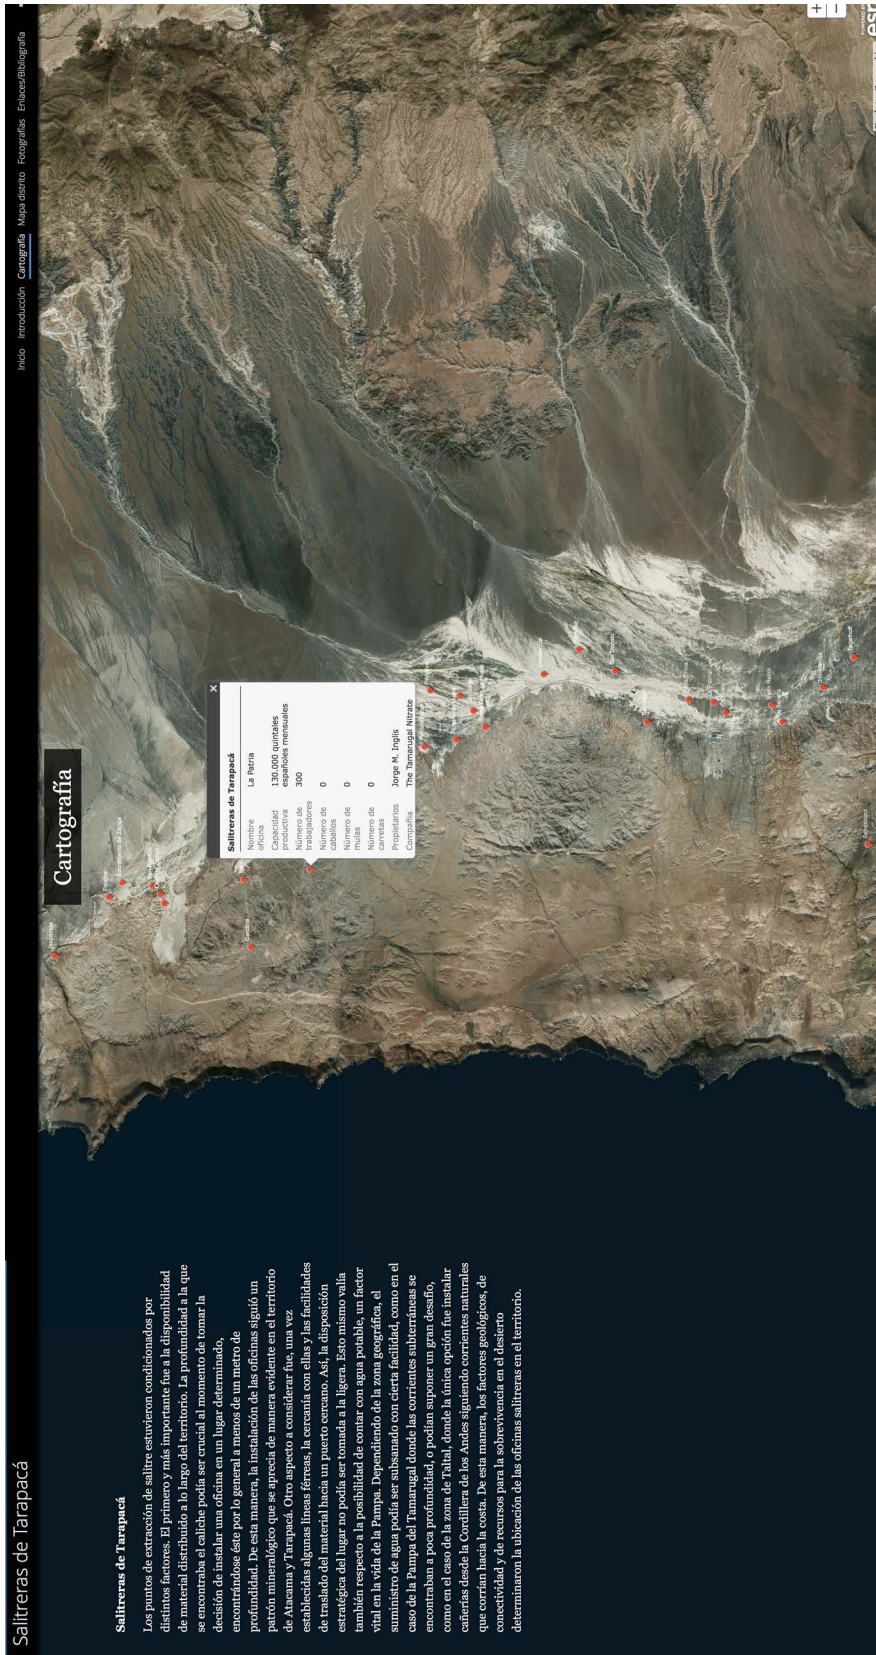 Salitreras de Tarapacá
Inicio Introducción Cartografía Mapa distrito Fotografías Enlaces/Bibliografía
Cartografía
Salitreras de Tarapacá
Los puntos de extracción de salitre estuvieron condicionados por
distintos factores. El primero y más importante fue a la disponibilidad
de material distribuido a lo largo del territorio. La profundidad a la que
se encontraba el caliche podía ser crucial al momento de tomar la
decisión de instalar una oficina en un lugar determinado,
encontrándose éste por lo general a menos de un metro de
profundidad. De esta manera, la instalación de las oficinas siguió un
patrón mineralógico que se aprecia de manera evidente en el territorio
de Atacama y Tarapacá. Otro aspecto a considerar fue, una vez
establecidas algunas líneas férreas, la cercanía con ellas y las facilidades
de traslado del material hacia un puerto cercano. Así, la disposición
estratégica del lugar no podía ser tomada a la ligera. Esto mismo valía
también respecto a la posibilidad de contar con agua potable, un factor
vital en la vida de la Pampa. Dependiendo de la zona geográfica, el
suministro de agua podía ser subsanado con cierta facilidad, como en el
caso de la Pampa del Tamarugal donde las corrientes subterráneas se
encontraban a poca profundidad, o podían suponer un gran desafío,
como en el caso de la zona de Taltal, donde la única opción fue instalar
cañerías desde la Cordillera de los Andes siguiendo corrientes naturales
que corrían hacia la costa. De esta manera, los factores geológicos, de
conectividad y de recursos para la sobrevivencia en el desierto
determinaron la ubicación de las oficinas salitreras en el territorio.
Salitreras de Tarapacá
Nombre oficina La Patria
Capacidad productiva 130.000 quintales españoles mensuales
Número de trabajadores 300
Número de caballos 0
Número de mulas 0
Número de carretas 0
Propietarios Jorge M. Inglis
Compañía The Tamarugal Nitrate
+
−
POWERED BY
esri